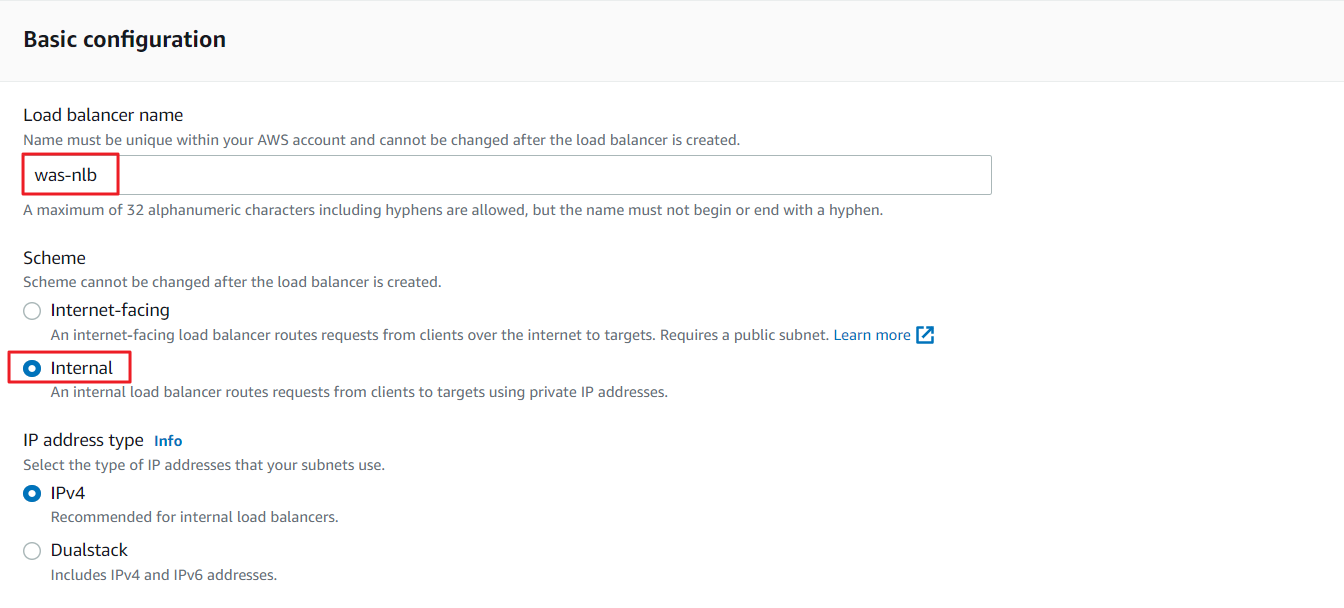 Basic configuration
Load balancer name
Name must be unique within your AWS account and cannot be changed after the load balancer is created.
was-nlb
A maximum of 32 alphanumeric characters including hyphens are allowed, but the name must not begin or end with a hyphen.
Scheme
Scheme cannot be changed after the load balancer is created.
Internet-facing
An internet-facing load balancer routes requests from clients over the internet to targets. Requires a public subnet. Learn more
Internal
An internal load balancer routes requests from clients to targets using private IP addresses.
IP address type Info
Select the type of IP addresses that your subnets use.
IPv4
Recommended for internal load balancers.
Dualstack
Includes IPv4 and IPv6 addresses.